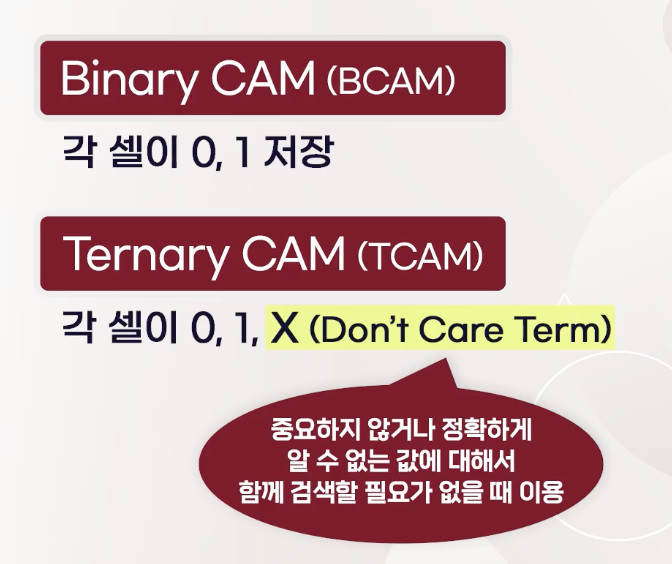 Binary CAM (BCAM)
각 셀이 0, 1 저장
Ternary CAM (TCAM)
각 셀이 0, 1, X (Don't Care Term)
중요하지 않거나 정확하게
알 수 없는 값에 대해서
함께 검색할 필요가 없을 때 이용